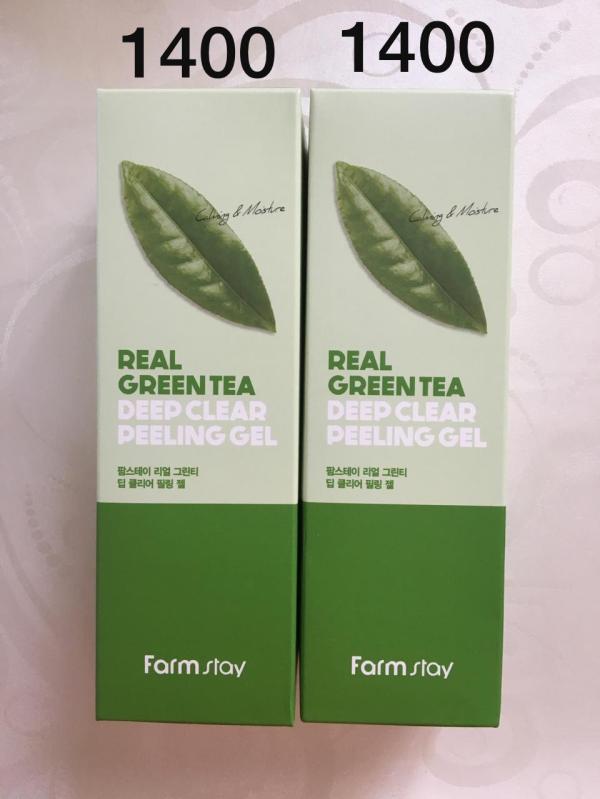 1400
1400
Calming & Moisture
REAL
GREEN TEA
DEEP CLEAR
PEELING GEL
팜스테이 리얼 그린티
딥 클리어 필링 젤
Farm stay
Calming & Moisture
REAL
GREEN TEA
DEEP CLEAR
PEELING GEL
팜스테이 리얼 그린티
딥 클리어 필링 젤
Farm stay